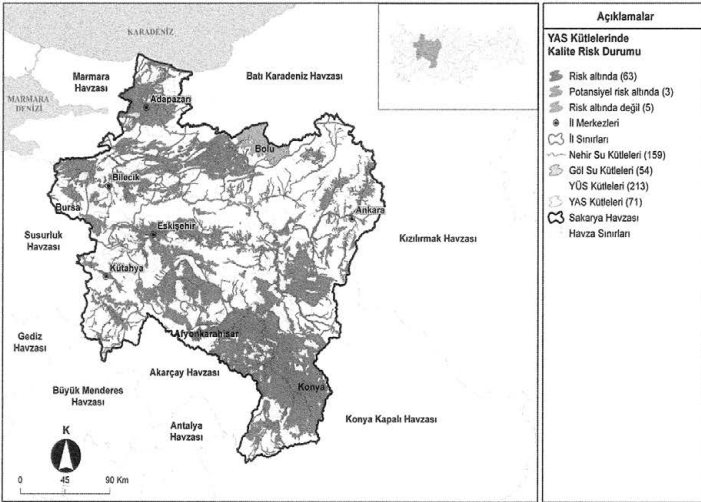 KARADENİZ
Marmara
Havzası
Batı Karadeniz Havzası
MARMARA
DENİZİ
Adapazarı
Bolu
Bilecik
Bursa
Ankara
Eskişehir
Susurluk
Havzası
Kızılırmak Havzası
Kütahya
Gediz
Havzası
Afyonkarahisar
Akarçay Havzası
Büyük Menderes
Havzası
Konya
Antalya
Havzası
Konya Kapalı Havzası
K
0 45 90 Km
Açıklamalar
YAS Kütlelerinde
Kalite Risk Durumu
Risk altında (63)
Potansiyel risk altında (3)
Risk altında değil (5)
İl Merkezleri
İl Sınırları
Nehir Su Kütleleri (159)
Göl Su Kütleleri (54)
YÜS Kütleleri (213)
YAS Kütleleri (71)
Sakarya Havzası
Havza Sınırları